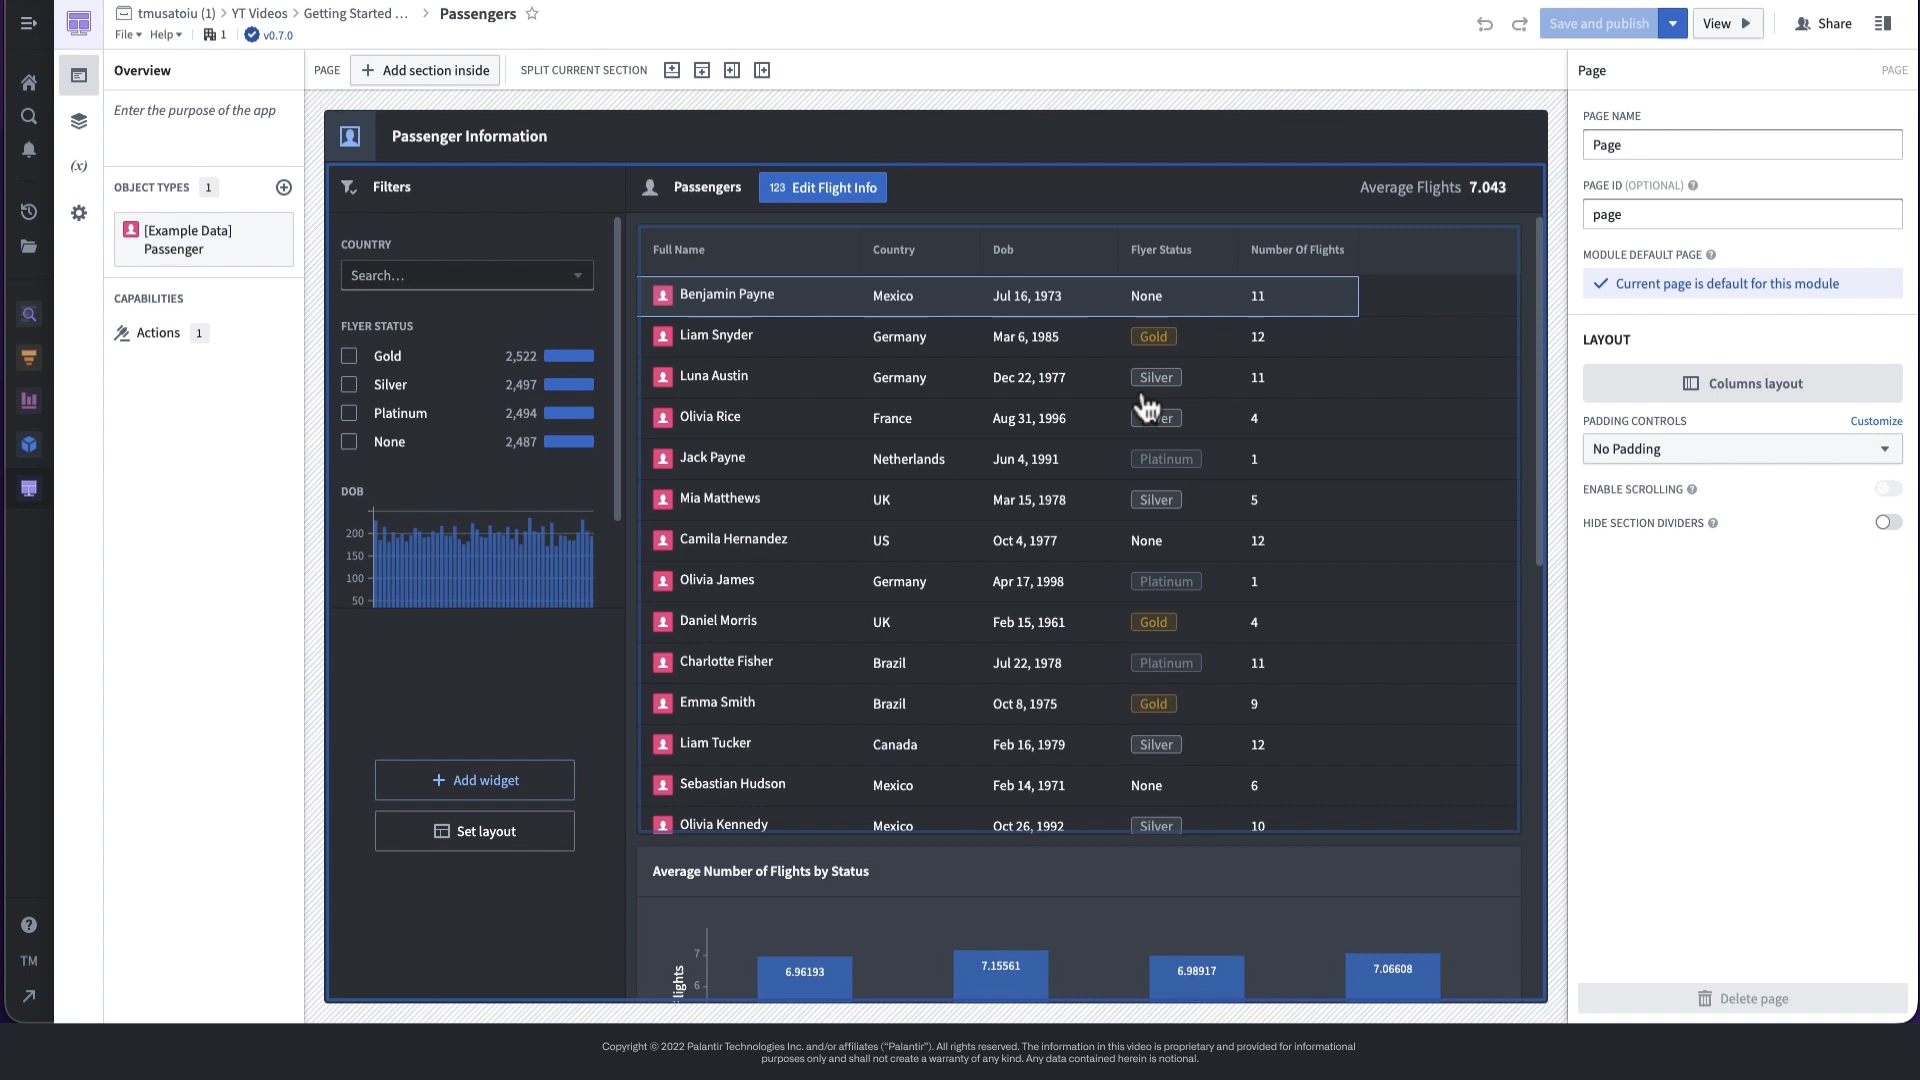 tmusatoiu (1) > YT Videos > Getting Started ... > Passengers
File Help 1 v0.7.0
Save and publish
View
Share
Overview
Enter the purpose of the app
OBJECT TYPES 1
[Example Data]
Passenger
CAPABILITIES
Actions 1
(x)
TM
PAGE
+ Add section inside
SPLIT CURRENT SECTION
Passenger Information
Filters
COUNTRY
Search...
FLYER STATUS
Gold 2,522
Silver 2,497
Platinum 2,494
None 2,487
DOB
200
150
100
50
+ Add widget
Set layout
Passengers
123 Edit Flight Info
Average Flights 7.043
Full Name Country Dob Flyer Status Number Of Flights
Benjamin Payne Mexico Jul 16, 1973 None 11
Liam Snyder Germany Mar 6, 1985 Gold 12
Luna Austin Germany Dec 22, 1977 Silver 11
Olivia Rice France Aug 31, 1996 4
Jack Payne Netherlands Jun 4, 1991 Platinum 1
Mia Matthews UK Mar 15, 1978 Silver 5
Camila Hernandez US Oct 4, 1977 None 12
Olivia James Germany Apr 17, 1998 Platinum 1
Daniel Morris UK Feb 15, 1961 Gold 4
Charlotte Fisher Brazil Jul 22, 1978 Platinum 11
Emma Smith Brazil Oct 8, 1975 Gold 9
Liam Tucker Canada Feb 16, 1979 Silver 12
Sebastian Hudson Mexico Feb 14, 1971 None 6
Olivia Kennedy Mexico Oct 26, 1992 Silver 10
Average Number of Flights by Status
7
6
6.96193 7.15561 6.98917 7.06608
Page PAGE
PAGE NAME
Page
PAGE ID (OPTIONAL)
page
MODULE DEFAULT PAGE
Current page is default for this module
LAYOUT
Columns layout
PADDING CONTROLS Customize
No Padding
ENABLE SCROLLING
HIDE SECTION DIVIDERS
Delete page
Copyright © 2022 Palantir Technologies Inc. and/or affiliates (“Palantir”). All rights reserved. The information in this video is proprietary and provided for informational
purposes only and shall not create a warranty of any kind. Any data contained herein is notional.